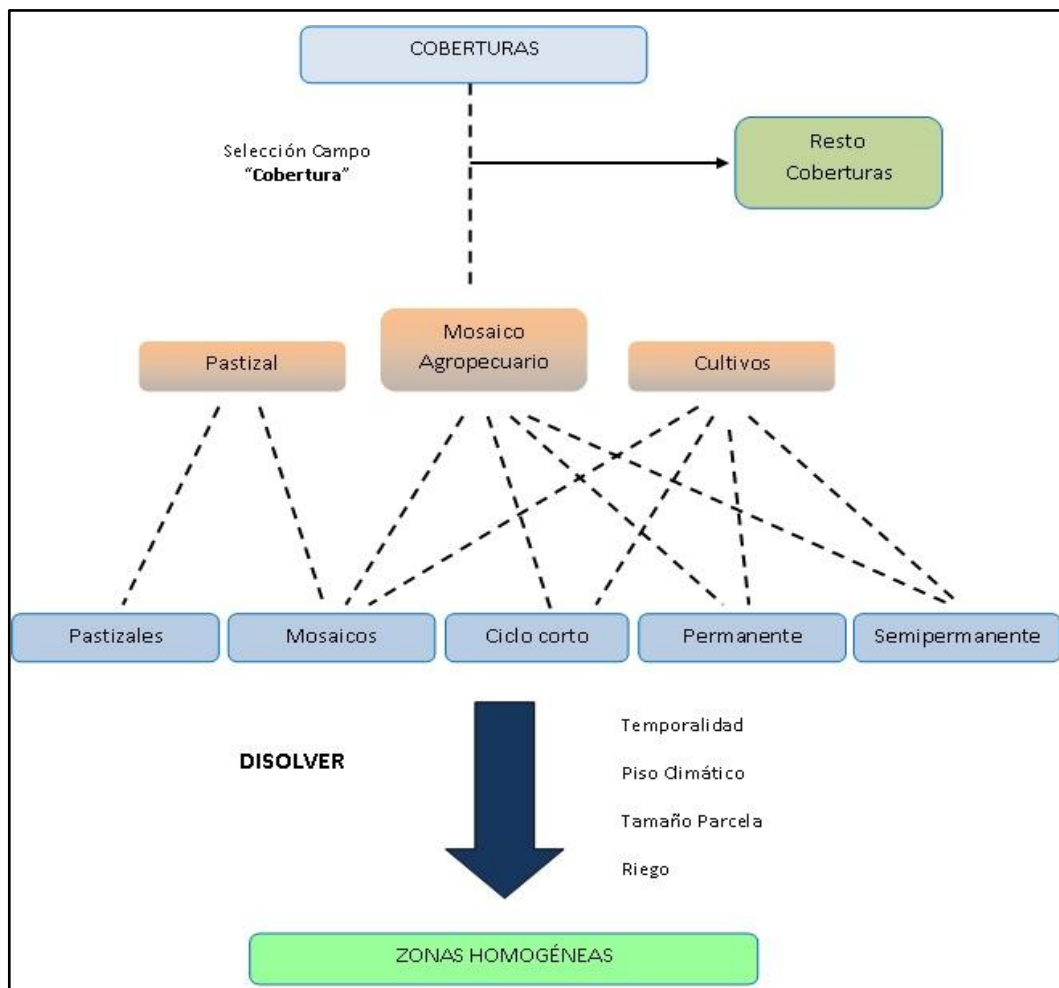 COBERTURAS
Selección Campo
“Cobertura”
Resto
Coberturas
Pastizal
Mosaico
Agropecuario
Cultivos
Pastizales
Mosaicos
Ciclo corto
Permanente
Semipermanente
DISOLVER
Temporalidad
Piso Climático
Tamaño Parcela
Riego
ZONAS HOMOGÉNEAS